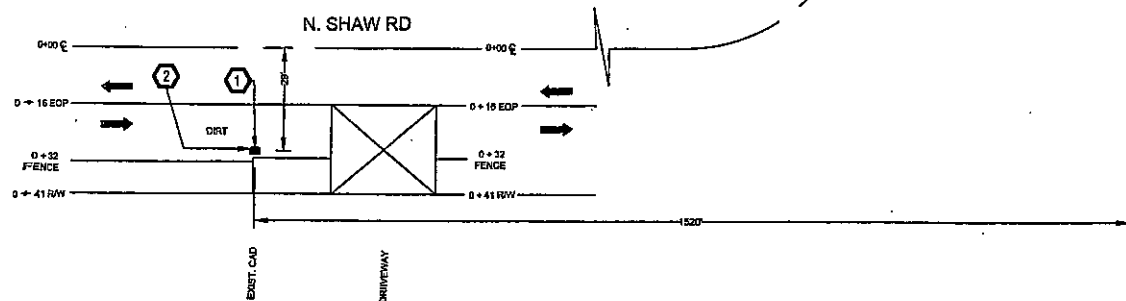 N. SHAW RD
0+00 ℄
0+00 ℄
29'
2
1
0 + 16 EOP
0 + 16 EOP
DIRT
0 + 32
FENCE
0 + 32
FENCE
0 + 41 R/W
0 + 41 R/W
1520'
EXIST. CAD
DRIVEWAY